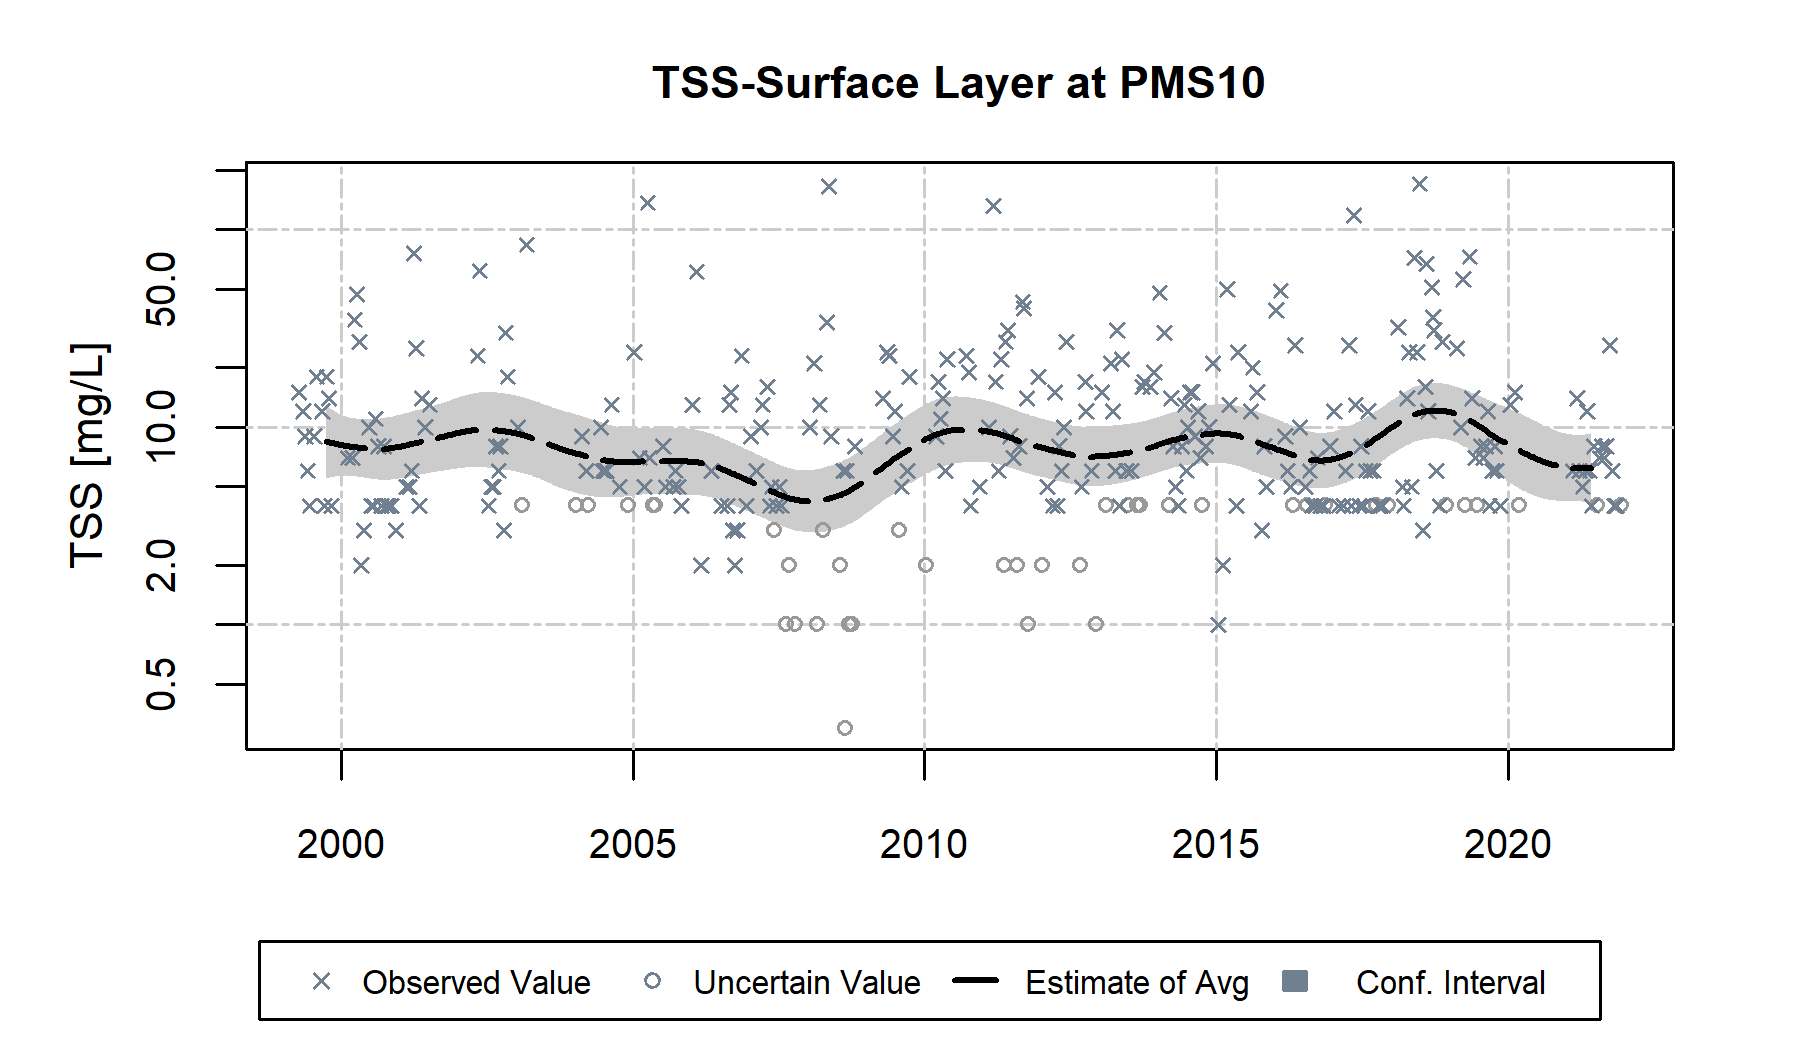 TSS-Surface Layer at PMS10
TSS [mg/L]
50.0
10.0
2.0
0.5
2000 2005 2010 2015 2020
Observed Value Uncertain Value Estimate of Avg Conf. Interval